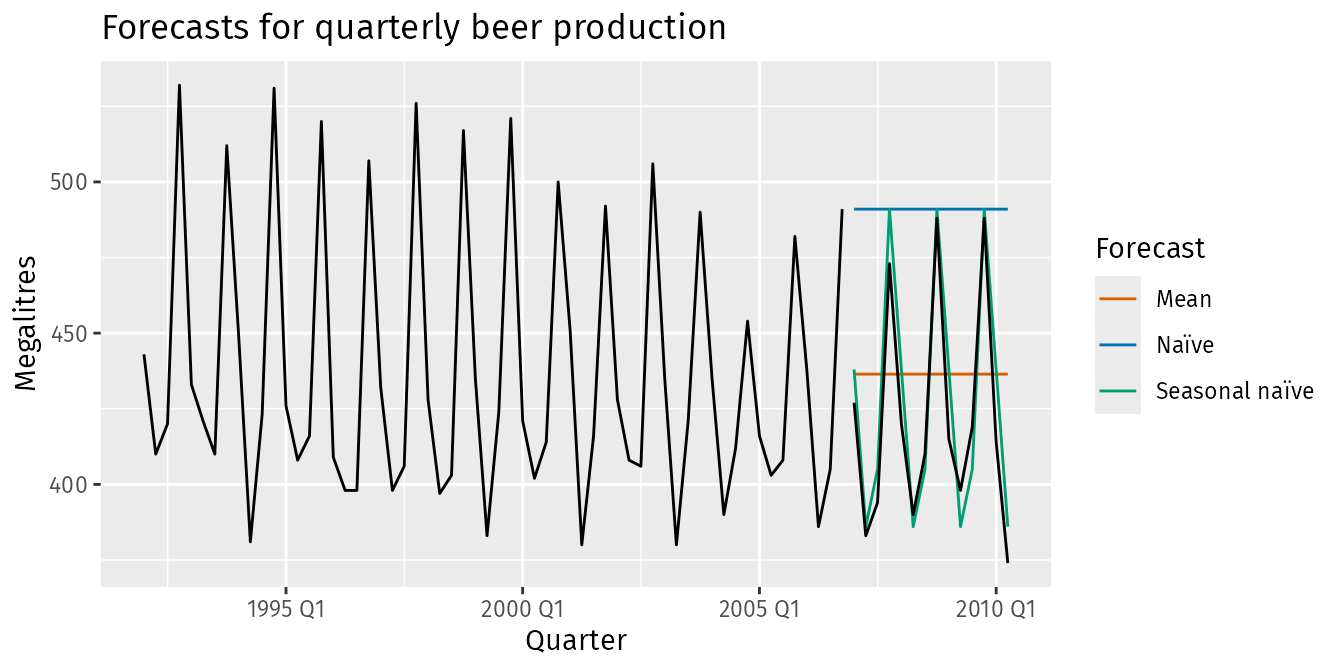 Forecasts for quarterly beer production
Megalitres
500
450
400
1995 Q1
2000 Q1
2005 Q1
2010 Q1
Quarter
Forecast
Mean
Naïve
Seasonal naïve